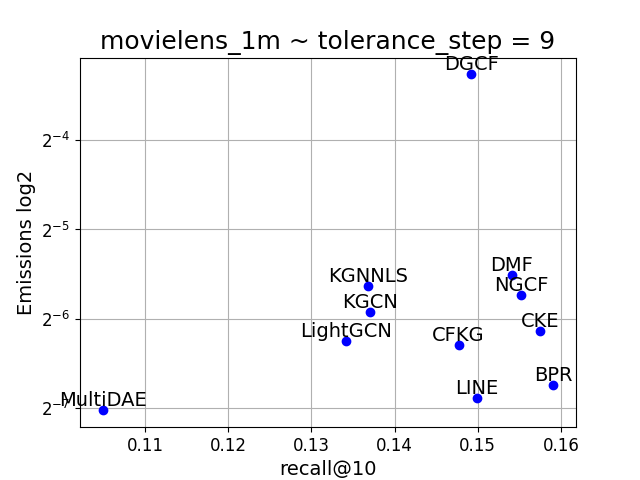 movielens_1m ~ tolerance_step = 9
DGCF
2⁻⁴
2⁻⁵
Emissions log2
DMF
KGNNLS
NGCF
KGCN
2⁻⁶
CKE
LightGCN
CFKG
BPR
LINE
MultiDAE
2⁻⁷
0.11 0.12 0.13 0.14 0.15 0.16
recall@10